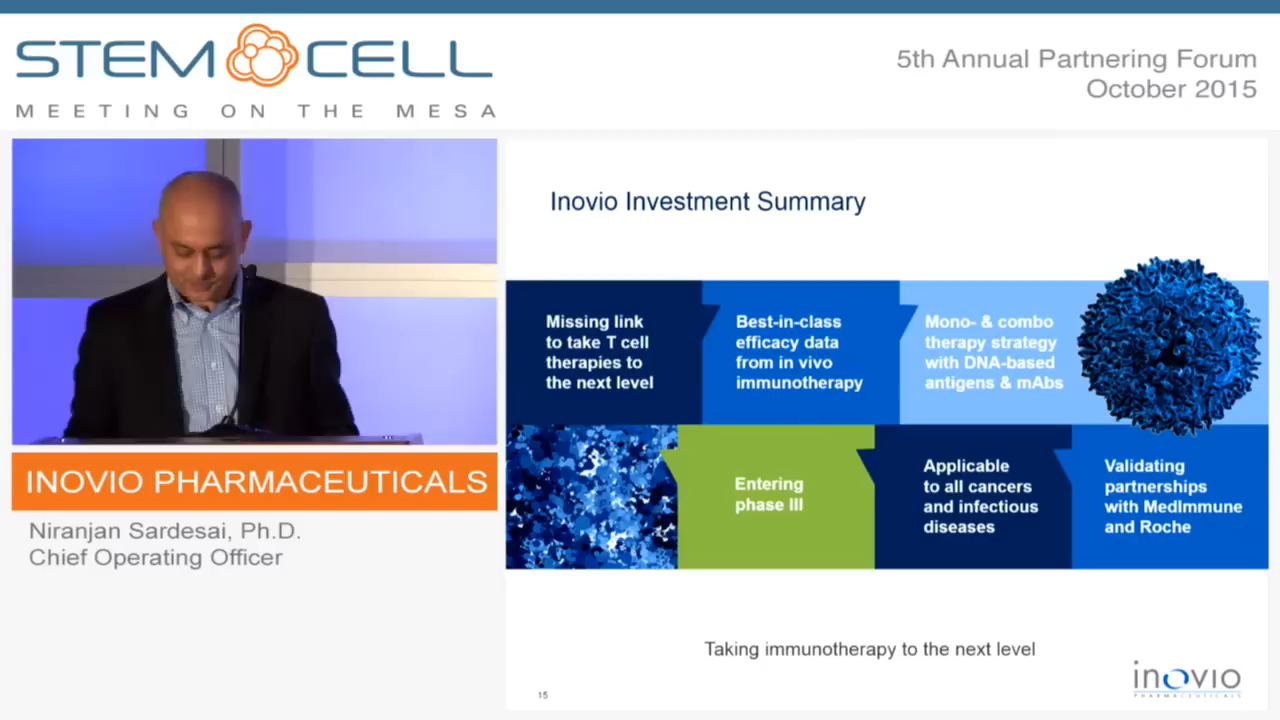 STEM CELL
MEETING ON THE MESA
5th Annual Partnering Forum
October 2015
INOVIO PHARMACEUTICALS
Niranjan Sardesai, Ph.D.
Chief Operating Officer
Inovio Investment Summary
Missing link
to take T cell
therapies to
the next level
Best-in-class
efficacy data
from in vivo
immunotherapy
Mono- & combo
therapy strategy
with DNA-based
antigens & mAbs
Entering
phase III
Applicable
to all cancers
and infectious
diseases
Validating
partnerships
with MedImmune
and Roche
Taking immunotherapy to the next level
15
inovio
PHARMACEUTICALS